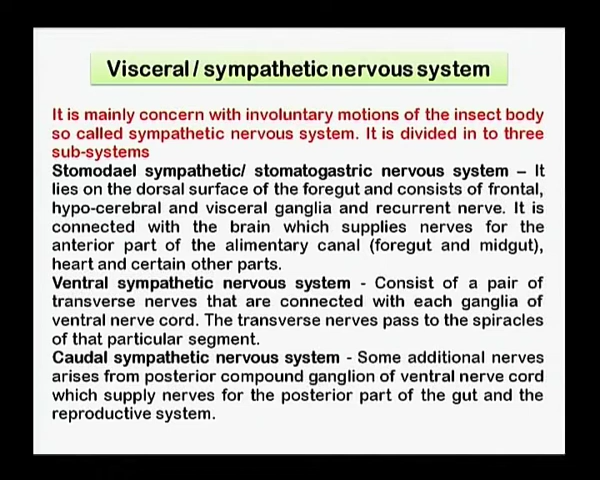 Visceral / sympathetic nervous system
It is mainly concern with involuntary motions of the insect body
so called sympathetic nervous system. It is divided in to three
sub-systems
Stomodael sympathetic/ stomatogastric nervous system – It
lies on the dorsal surface of the foregut and consists of frontal,
hypo-cerebral and visceral ganglia and recurrent nerve. It is
connected with the brain which supplies nerves for the
anterior part of the alimentary canal (foregut and midgut),
heart and certain other parts.
Ventral sympathetic nervous system - Consist of a pair of
transverse nerves that are connected with each ganglia of
ventral nerve cord. The transverse nerves pass to the spiracles
of that particular segment.
Caudal sympathetic nervous system - Some additional nerves
arises from posterior compound ganglion of ventral nerve cord
which supply nerves for the posterior part of the gut and the
reproductive system.